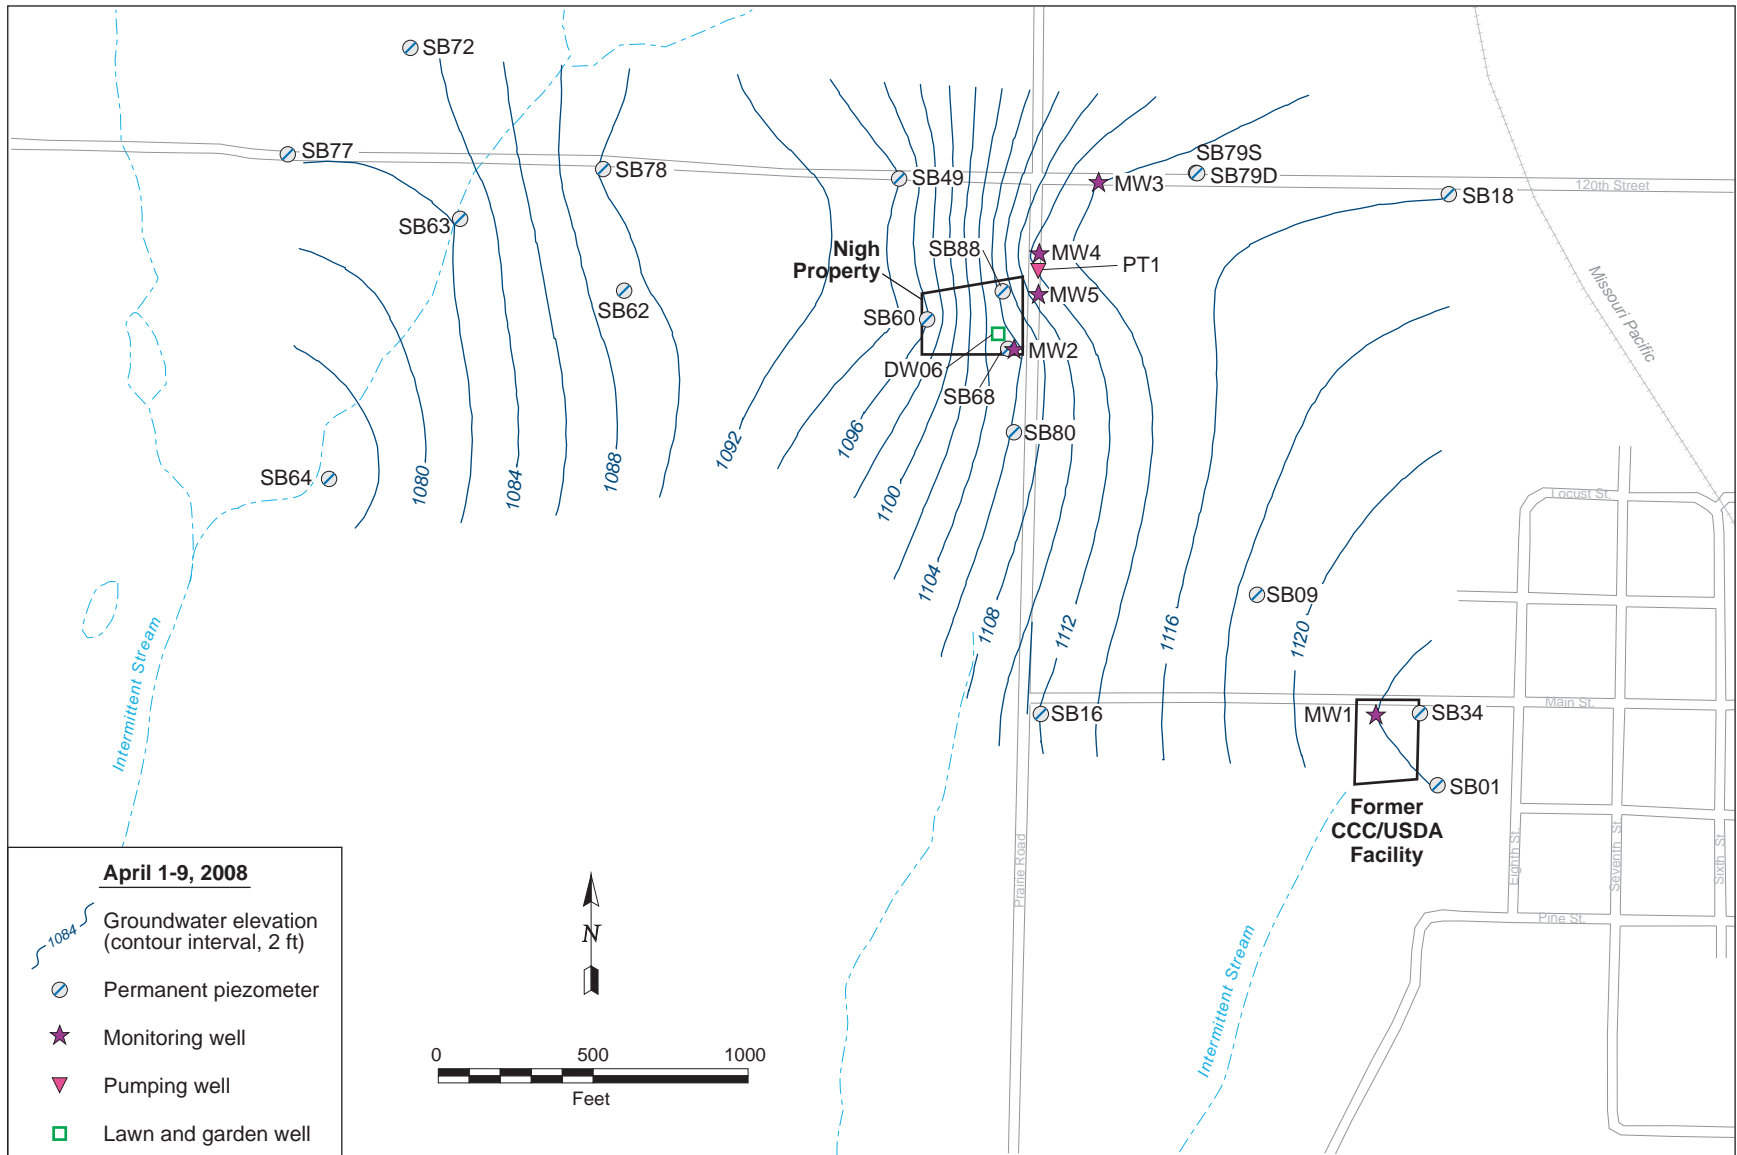 SB72
SB77
SB78
SB63
SB62
SB64
SB49
MW3
SB79S
SB79D
SB18
120th Street
Missouri Pacific
Nigh
Property
SB88
MW4
PT1
MW5
SB60
MW2
DW06
SB68
SB80
1080
1084
1088
1092
1096
1100
1104
1108
1112
1116
1120
SB09
SB16
MW1
SB34
SB01
Former
CCC/USDA
Facility
Locust St.
Main St.
Pine St.
Eighth St.
Seventh St.
Sixth St.
Prairie Road
Intermittent Stream
Intermittent Stream
April 1-9, 2008
1084
Groundwater elevation
(contour interval, 2 ft)
Permanent piezometer
Monitoring well
Pumping well
Lawn and garden well
N
0 500 1000
Feet